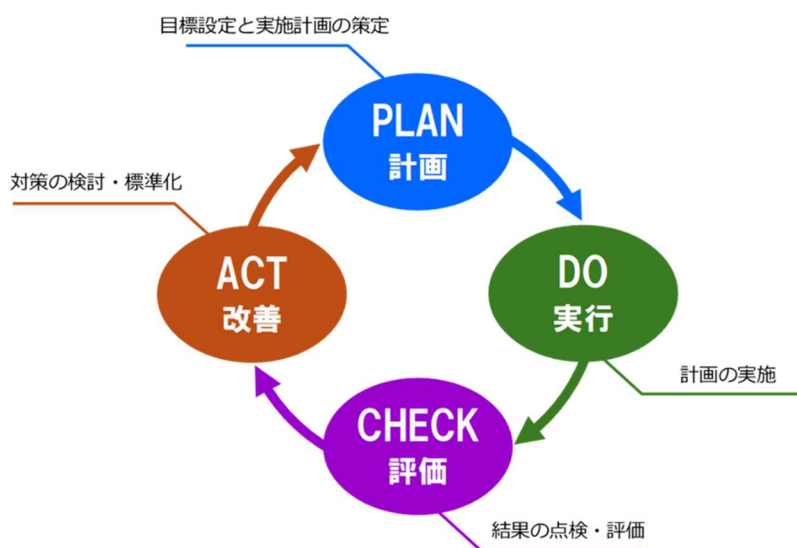 目標設定と実施計画の策定
PLAN
計画
対策の検討・標準化
ACT
改善
DO
実行
計画の実施
CHECK
評価
結果の点検・評価